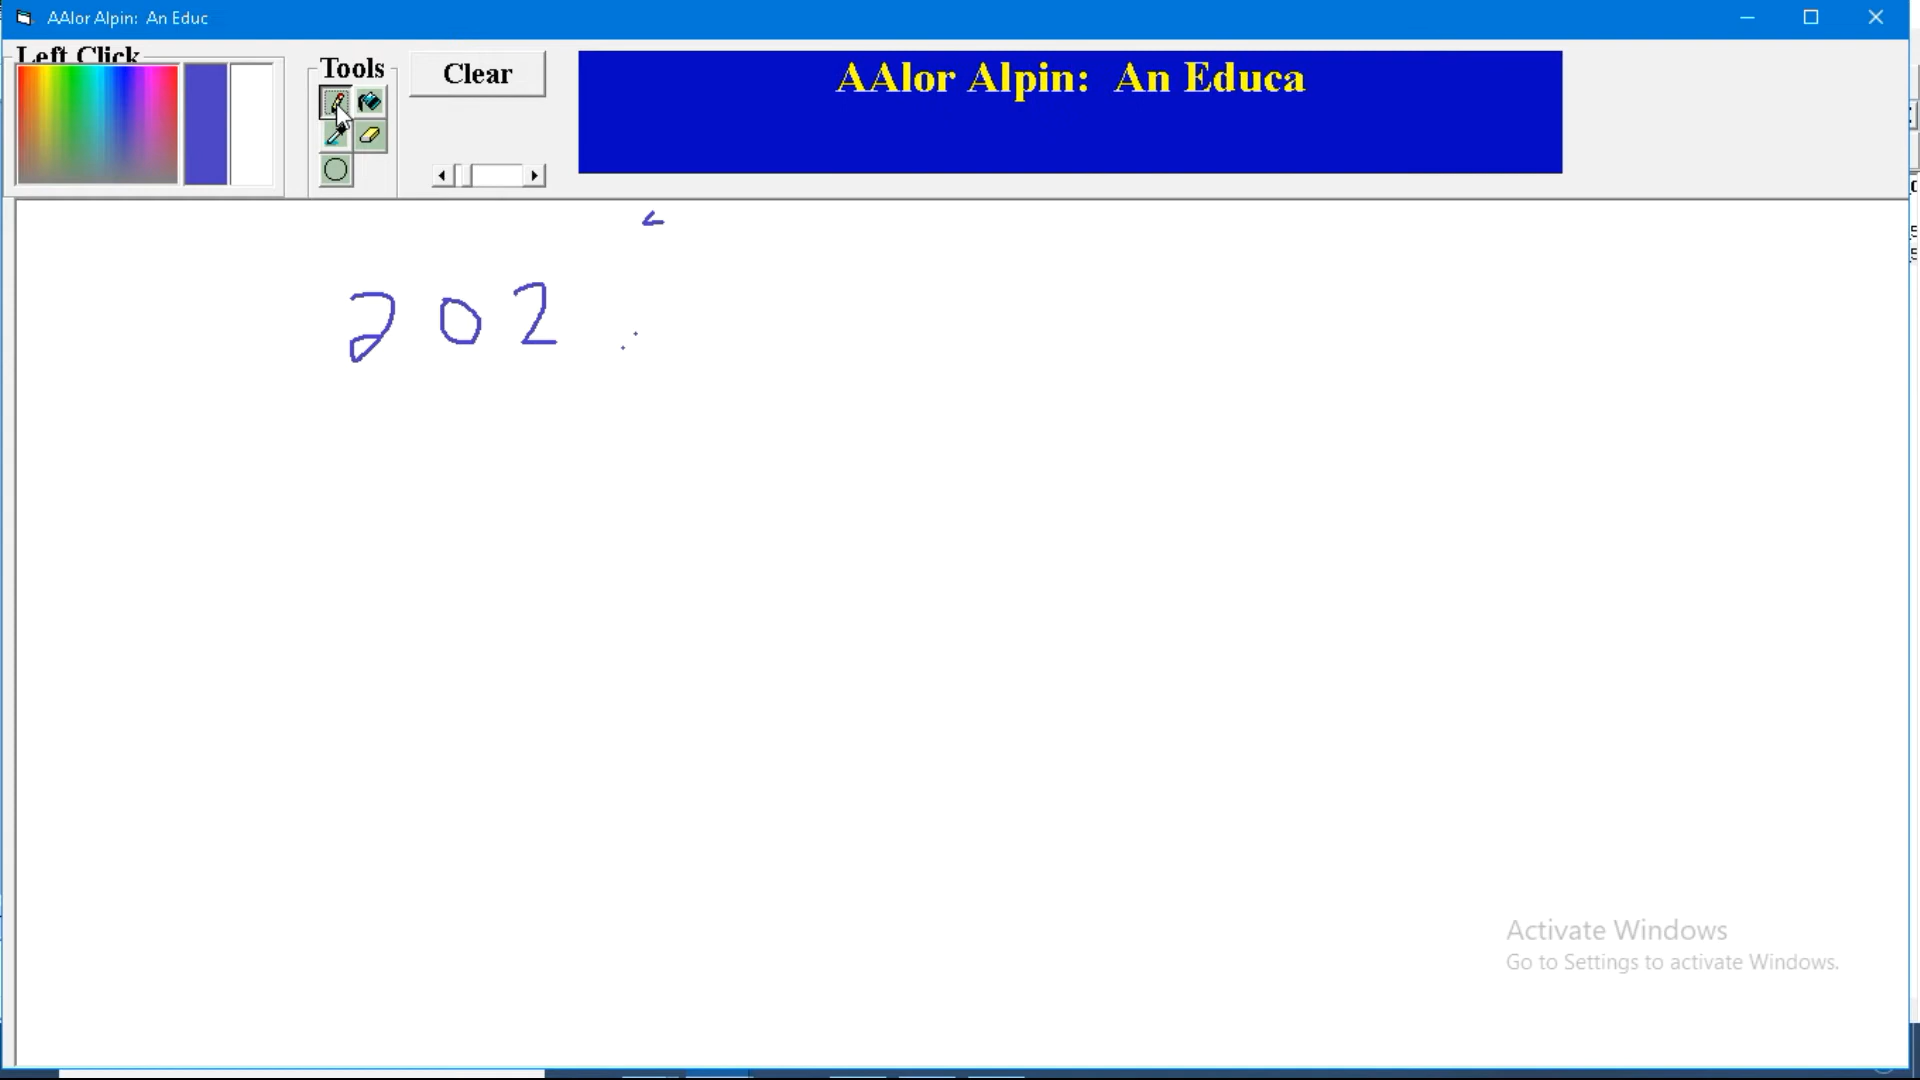 AAlor Alpin: An Educ
Left Click
Tools
Clear
AAlor Alpin: An Educa
202
Activate Windows
Go to Settings to activate Windows.